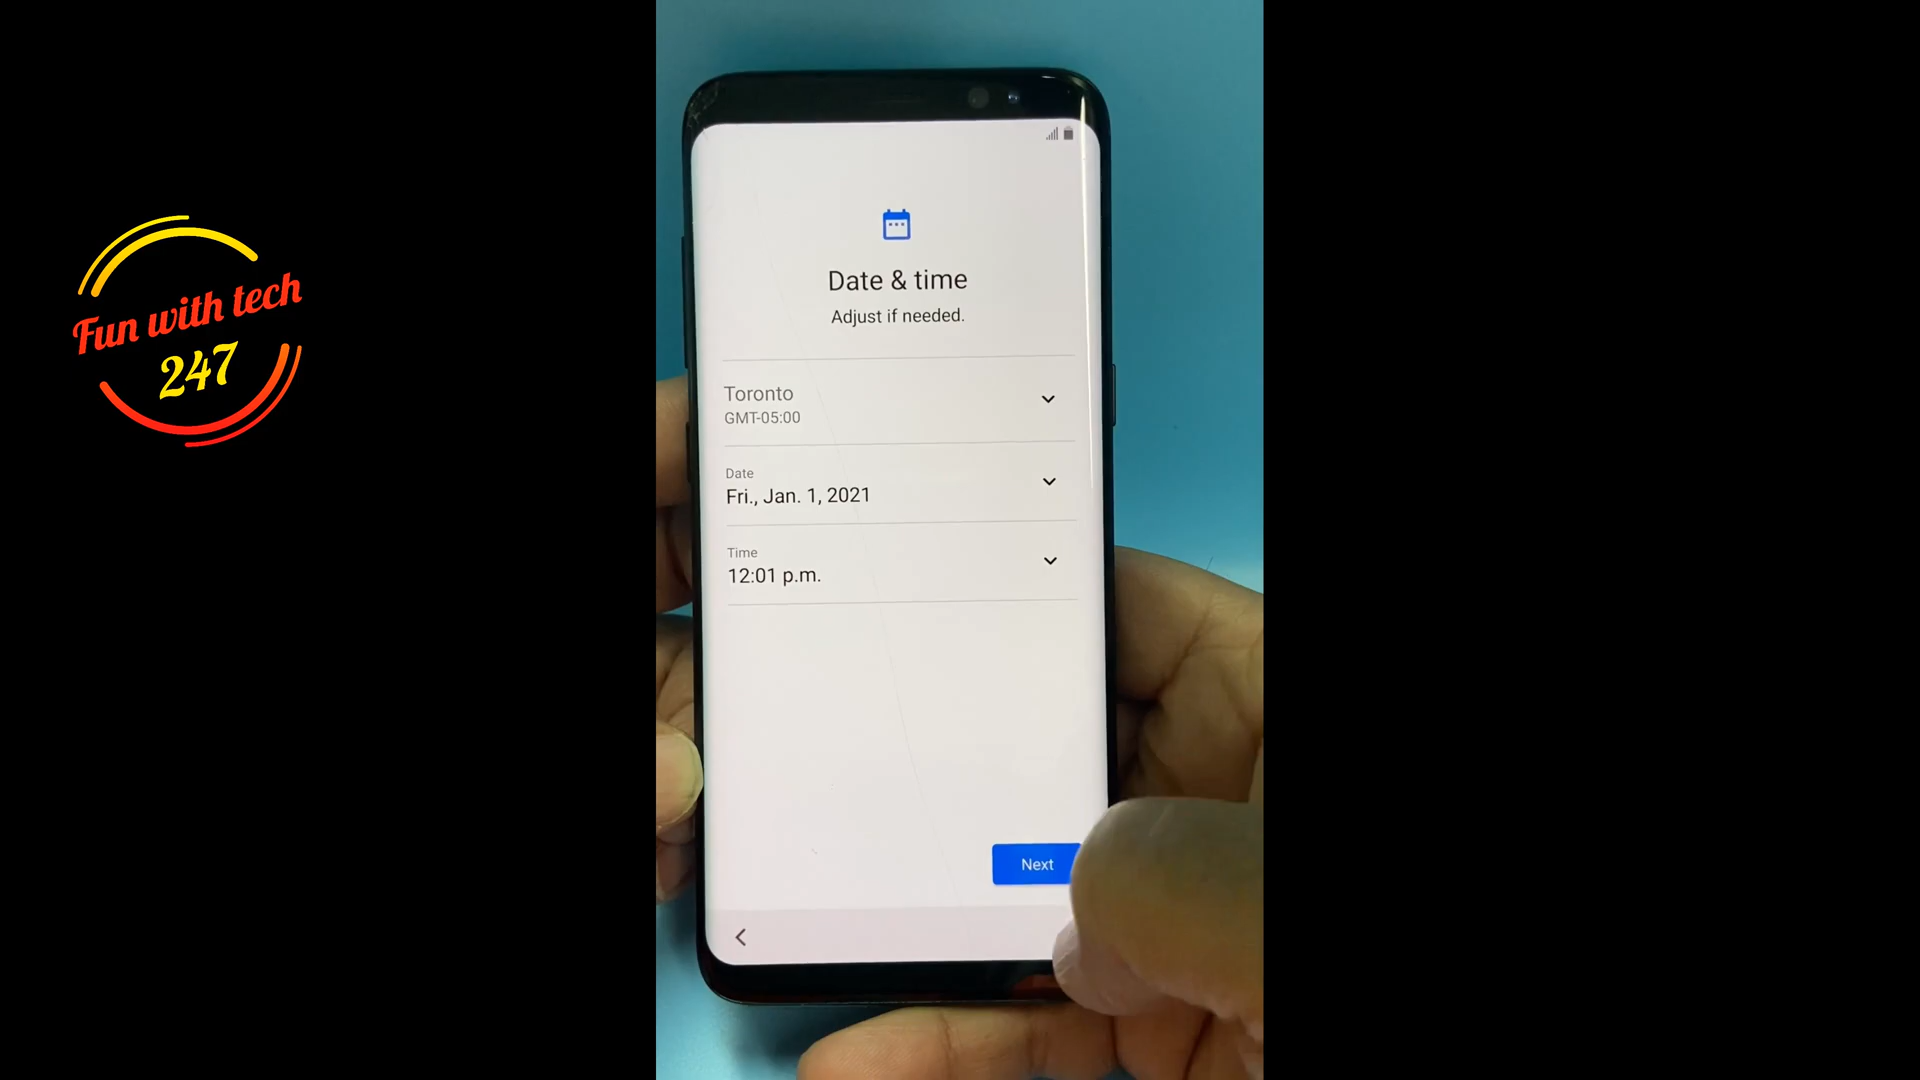 Fun with tech
247
Date & time
Adjust if needed.
Toronto
GMT-05:00
Date
Fri., Jan. 1, 2021
Time
12:01 p.m.
Next